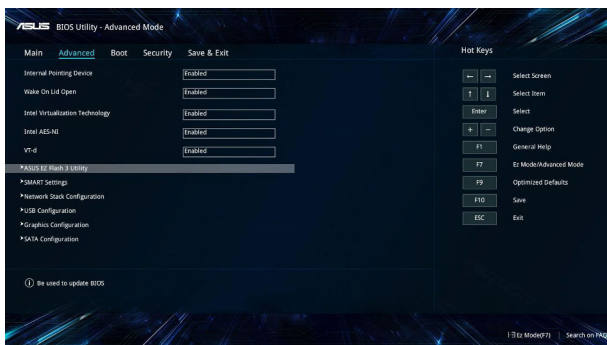 ASUS BIOS Utility - Advanced Mode
Main Advanced Boot Security Save & Exit
Internal Pointing Device Enabled
Wake On Lid Open Enabled
Intel Virtualization Technology Enabled
Intel AES-NI Enabled
VT-d Enabled
ASUS EZ Flash 3 Utility
SMART Settings
Network Stack Configuration
USB Configuration
Graphics Configuration
SATA Configuration
Be used to update BIOS
Hot Keys
← → Select Screen
↑ ↓ Select Item
Enter Select
+ − Change Option
F1 General Help
F7 Ez Mode/Advanced Mode
F9 Optimized Defaults
F10 Save
ESC Exit
Ez Mode(F7) | Search on FAQ